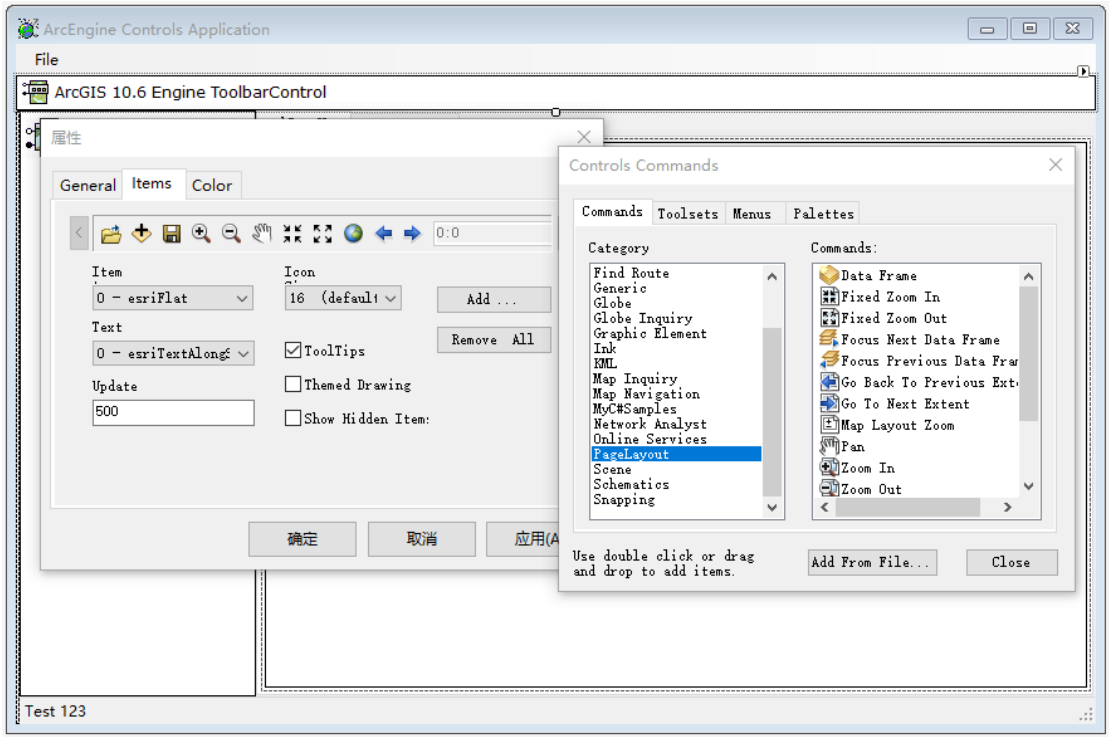 ArcEngine Controls Application
File
ArcGIS 10.6 Engine ToolbarControl
属性
General Items Color
0:0
Item
Icon
0 - esriFlat
16 (default
Add ...
Text
Remove All
0 - esriTextAlongS
ToolTips
Update
Themed Drawing
500
Show Hidden Item:
确定
取消
应用(A
Controls Commands
Commands Toolsets Menus Palettes
Category
Find Route
Generic
Globe
Globe Inquiry
Graphic Element
Ink
KML
Map Inquiry
Map Navigation
MyC#Samples
Network Analyst
Online Services
PageLayout
Scene
Schematics
Snapping
Commands:
Data Frame
Fixed Zoom In
Fixed Zoom Out
Focus Next Data Frame
Focus Previous Data Fra
Go Back To Previous Ext
Go To Next Extent
Map Layout Zoom
Pan
Zoom In
Zoom Out
Use double click or drag
and drop to add items.
Add From File...
Close
Test 123